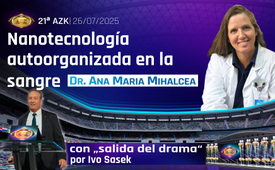 21ª AZK | 26/07/2025
Nanotecnología
autoorganizada en la
sangre
DR. ANA MARIA MIHALCEA
con „salida del drama“
por Ivo Sasek